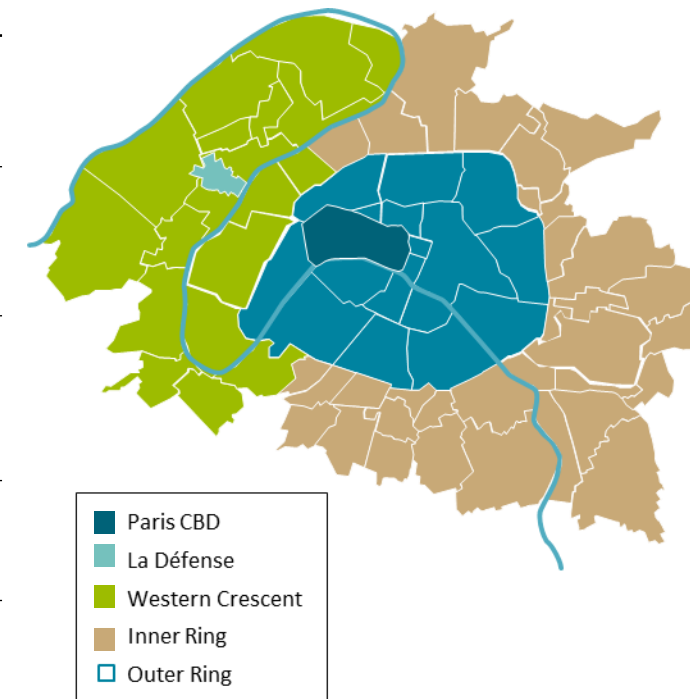 Paris CBD
La Défense
Western Crescent
Inner Ring
Outer Ring